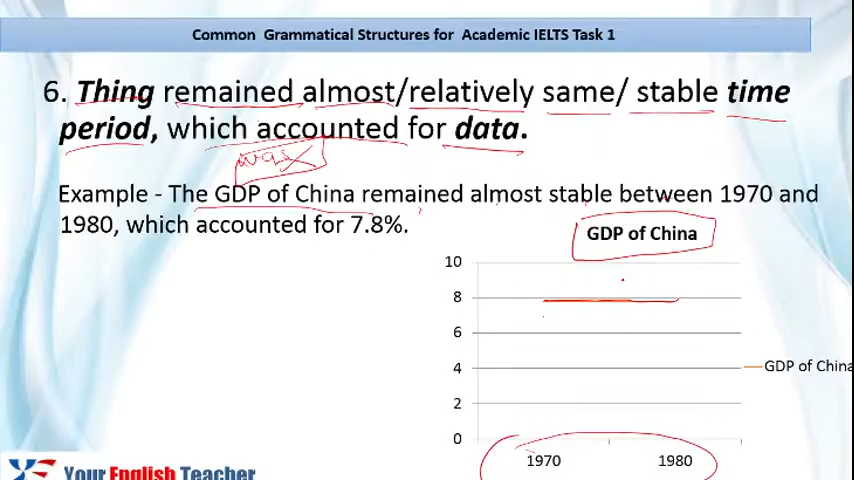 Common Grammatical Structures for Academic IELTS Task 1
6. Thing remained almost/relatively same/ stable time
period, which accounted for data.
was
Example - The GDP of China remained almost stable between 1970 and
1980, which accounted for 7.8%.
GDP of China
10
8
6
4
2
0
GDP of China
1970 1980
Your English Teacher